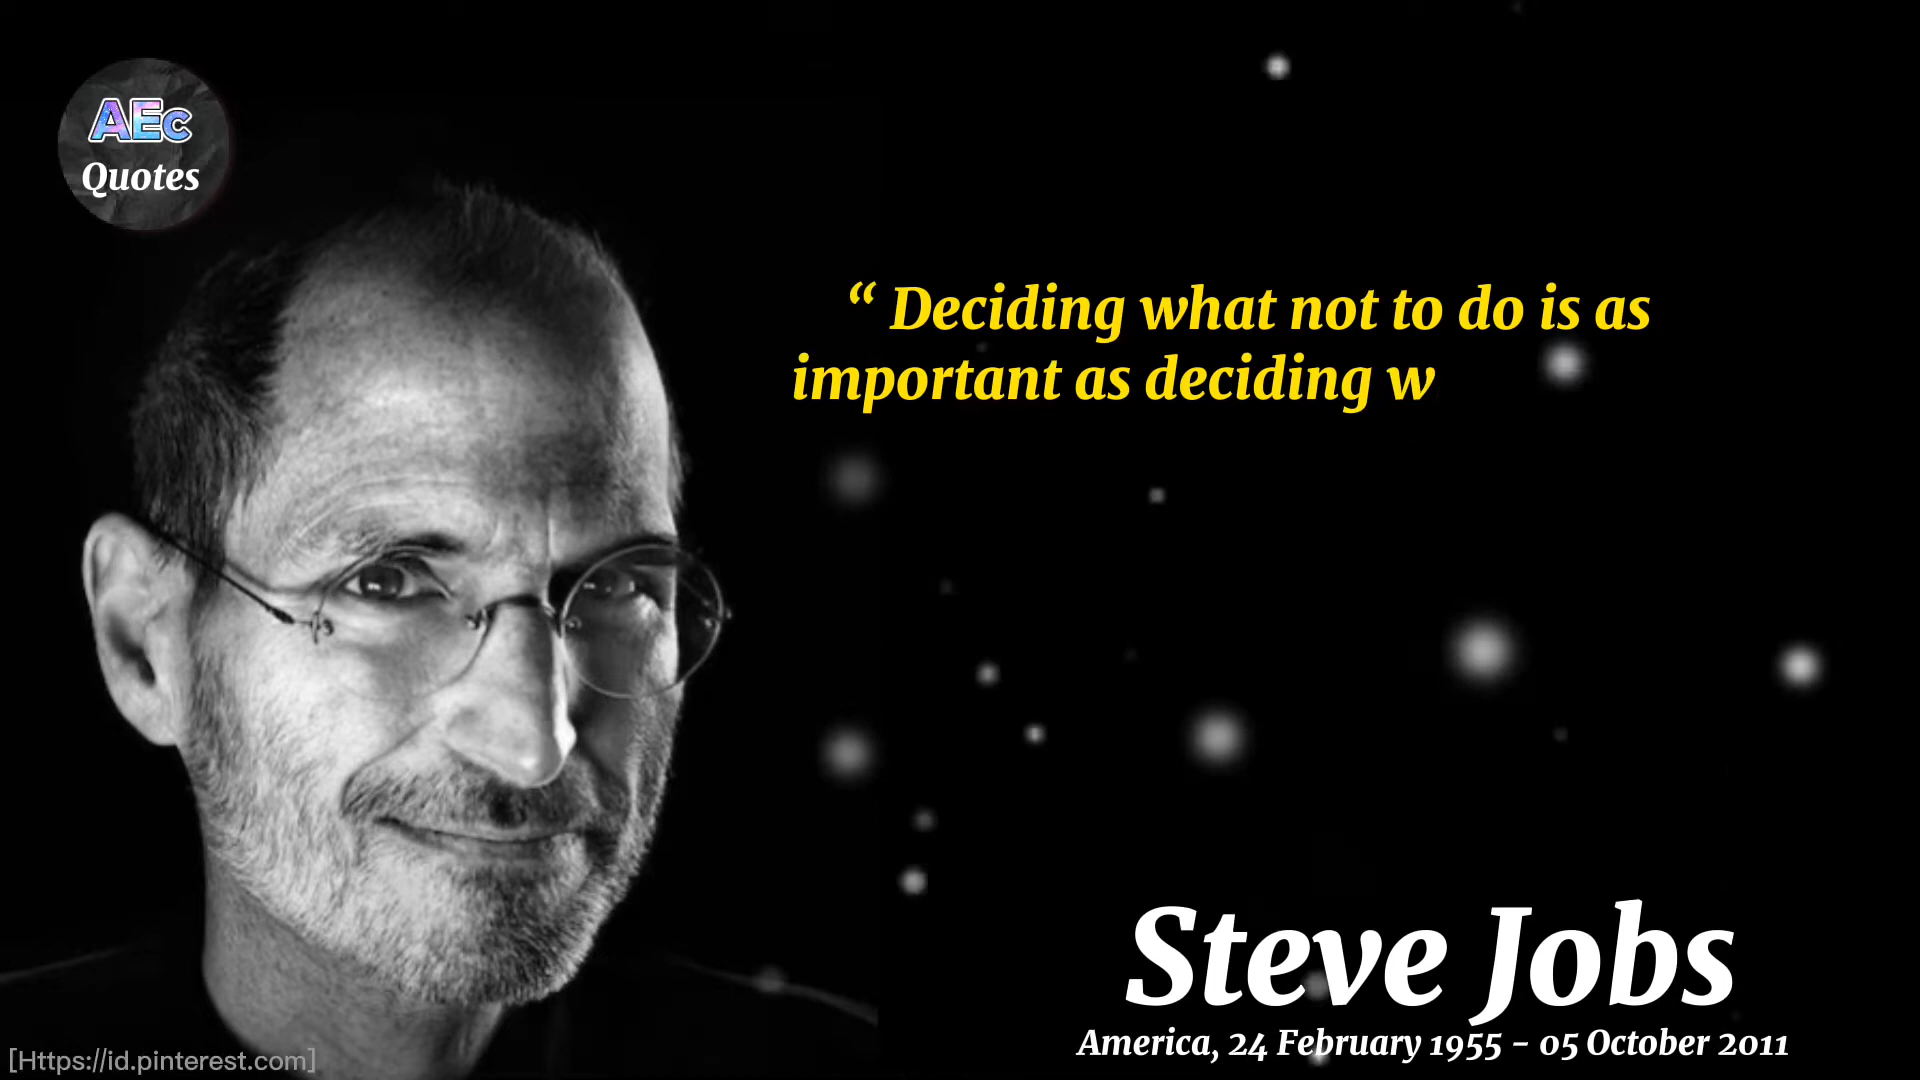 AEc
Quotes
“ Deciding what not to do is as
important as deciding w
Steve Jobs
America, 24 February 1955 - 05 October 2011
[Https://id.pinterest.com]